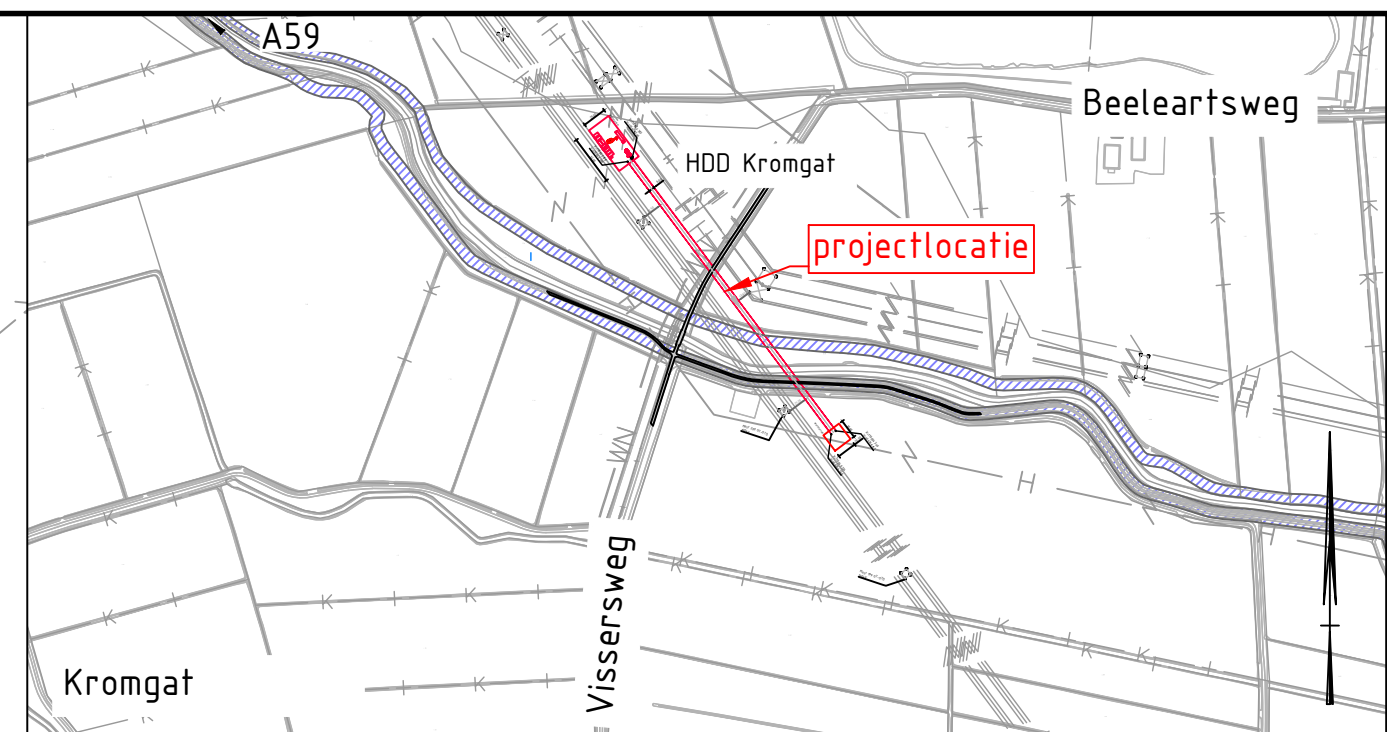 A59
Beeleartsweg
HDD Kromgat
projectlocatie
Vissersweg
Kromgat